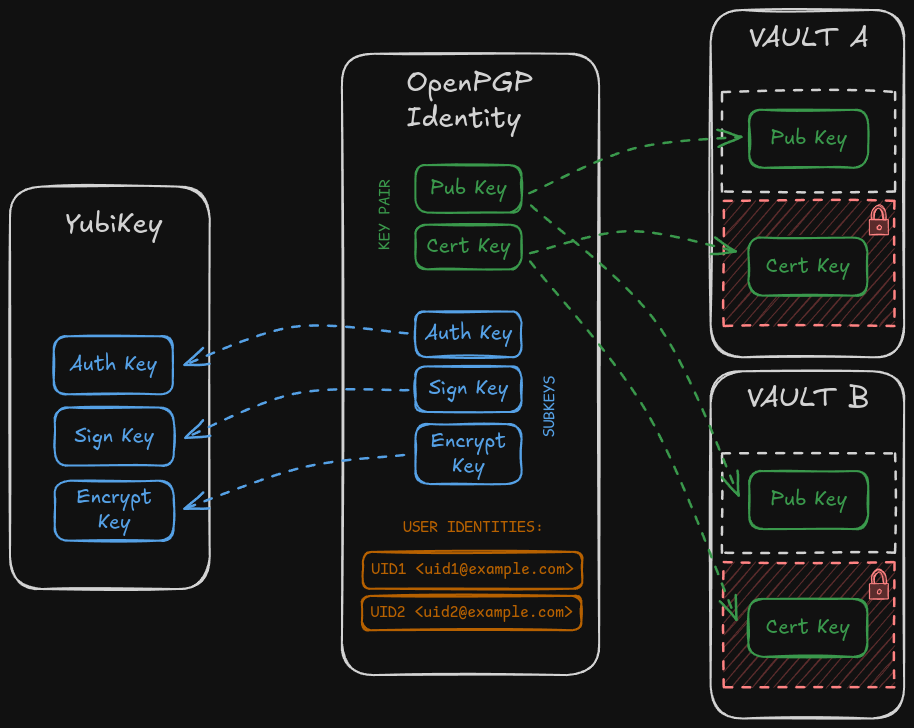 YubiKey
Auth Key
Sign Key
Encrypt
Key
OpenPGP
Identity
KEY PAIR
Pub Key
Cert Key
Auth Key
Sign Key
Encrypt
Key
SUBKEYS
USER IDENTITIES:
UID1 <uid1@example.com>
UID2 <uid2@example.com>
VAULT A
Pub Key
Cert Key
VAULT B
Pub Key
Cert Key